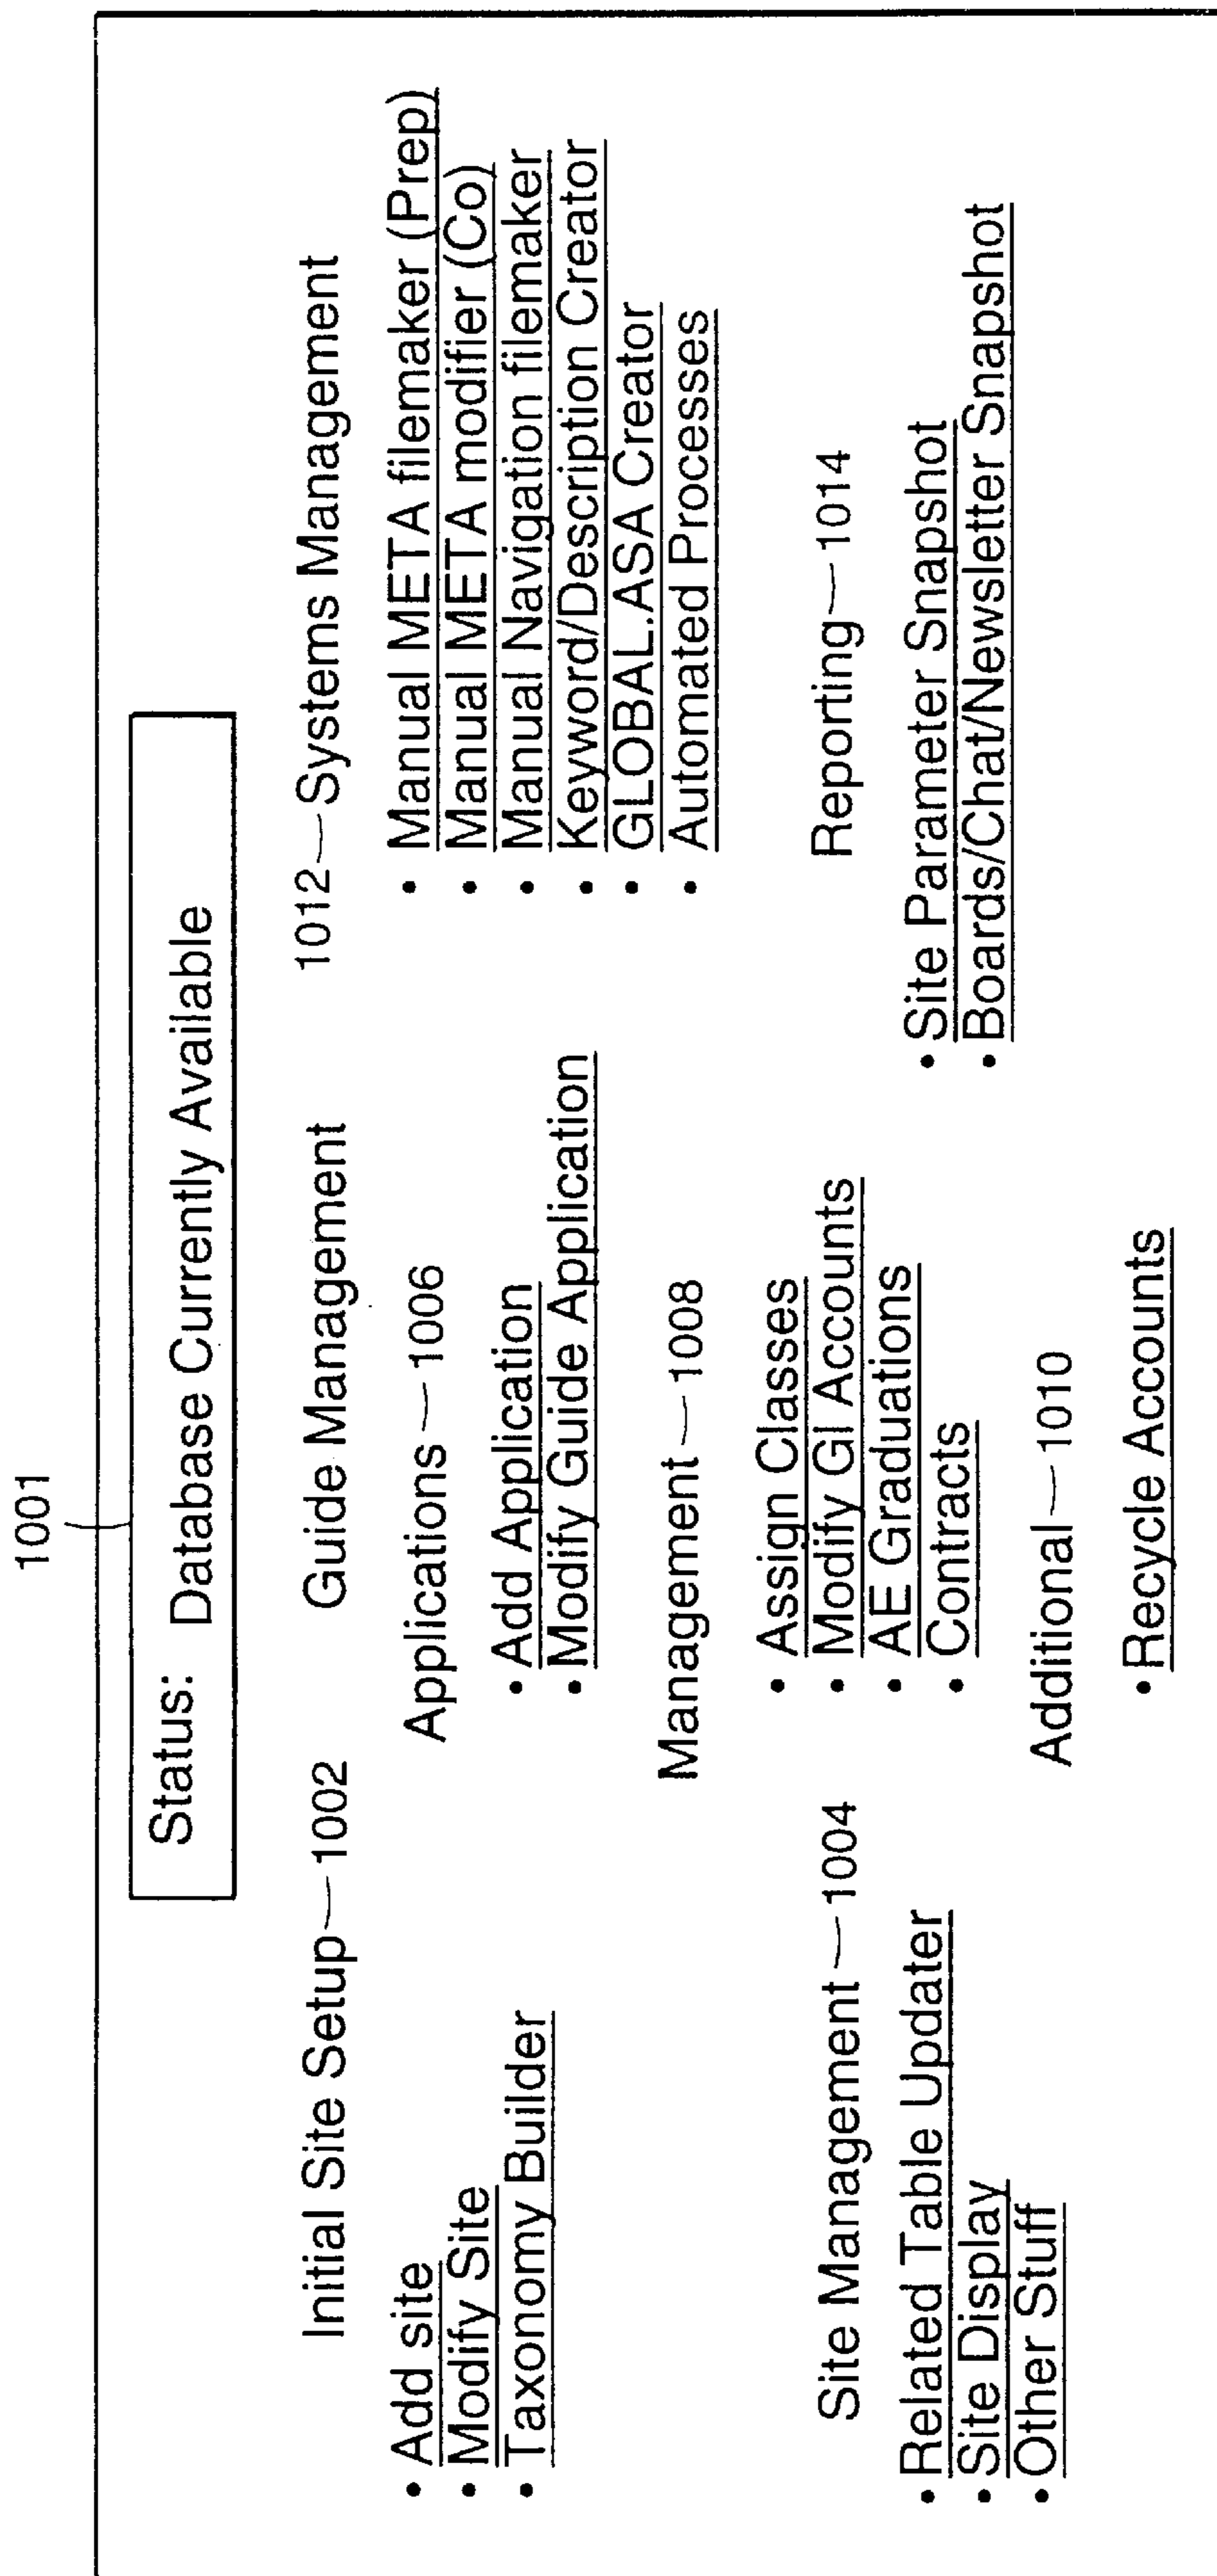 1001
Status: Database Currently Available
Initial Site Setup 1002
• Add site
• Modify Site
• Taxonomy Builder
Site Management 1004
• Related Table Updater
• Site Display
• Other Stuff
Guide Management
Applications 1006
• Add Application
• Modify Guide Application
Management 1008
• Assign Classes
• Modify GI Accounts
• AE Graduations
• Contracts
Additional 1010
• Recycle Accounts
1012 Systems Management
• Manual META filemaker (Prep)
• Manual META modifier (Co)
• Manual Navigation filemaker
• Keyword/Description Creator
• GLOBAL.ASA Creator
• Automated Processes
Reporting 1014
• Site Parameter Snapshot
• Boards/Chat/Newsletter Snapshot